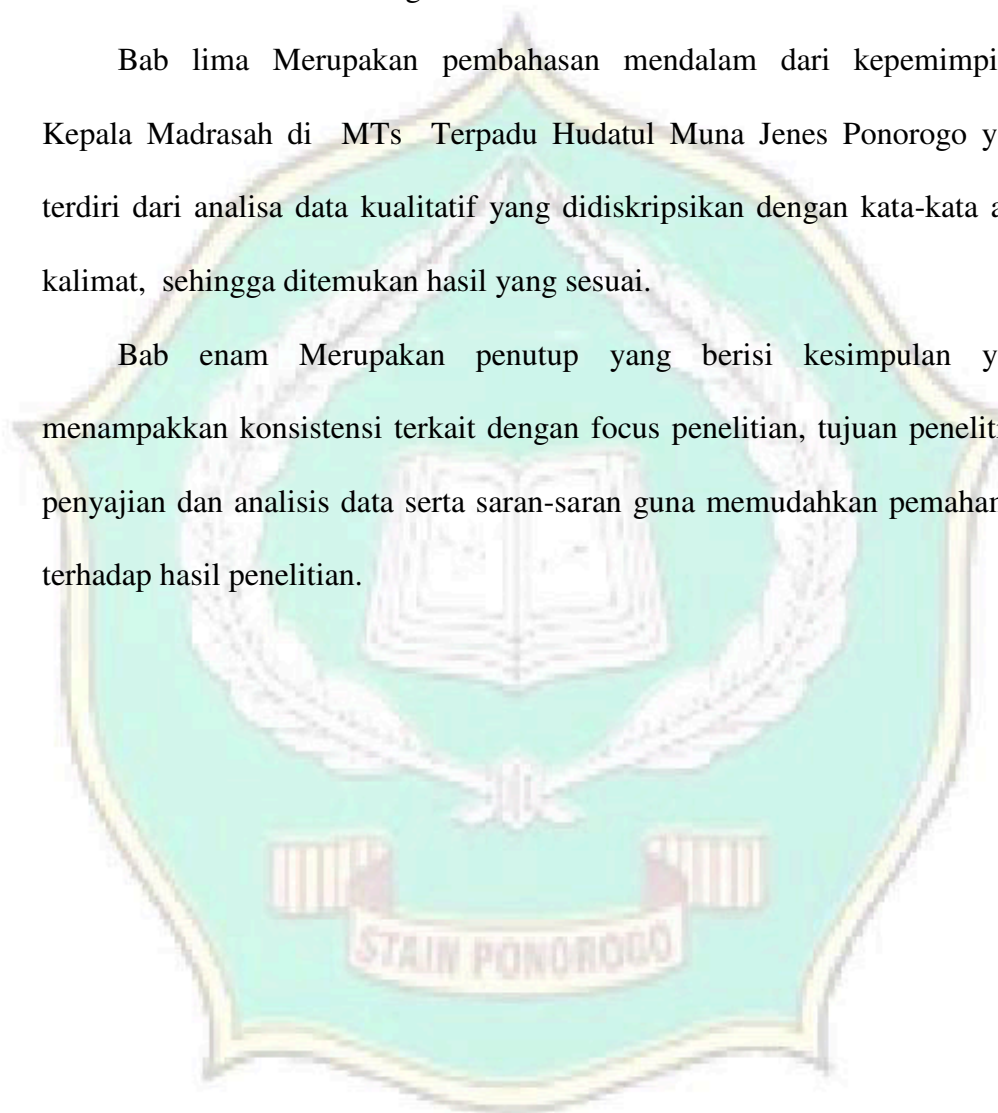 Bab lima Merupakan pembahasan mendalam dari kepemimpi
Kepala Madrasah di MTs Terpadu Hudatul Muna Jenes Ponorogo y
terdiri dari analisa data kualitatif yang didiskripsikan dengan kata-kata a
kalimat, sehingga ditemukan hasil yang sesuai.
Bab enam Merupakan penutup yang berisi kesimpulan y
menampakkan konsistensi terkait dengan focus penelitian, tujuan penelit
penyajian dan analisis data serta saran-saran guna memudahkan pemahan
terhadap hasil penelitian.
STAIN PONOROGO